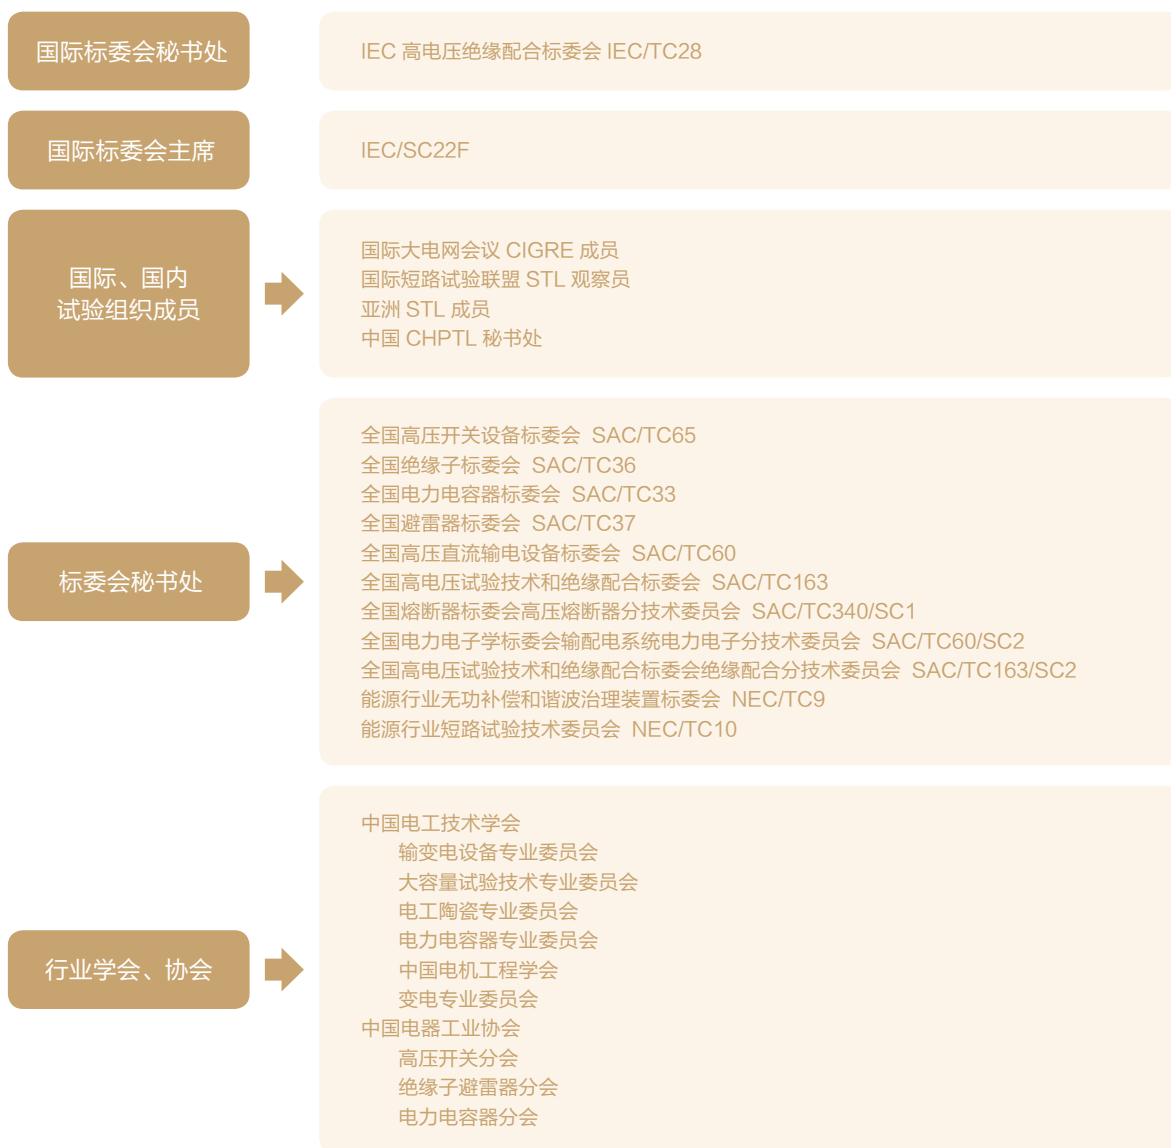 国际标委会秘书处
IEC 高电压绝缘配合标委会 IEC/TC28
国际标委会主席
IEC/SC22F
国际、国内
试验组织成员
国际大电网会议 CIGRE 成员
国际短路试验联盟 STL 观察员
亚洲 STL 成员
中国 CHPTL 秘书处
标委会秘书处
全国高压开关设备标委会 SAC/TC65
全国绝缘子标委会 SAC/TC36
全国电力电容器标委会 SAC/TC33
全国避雷器标委会 SAC/TC37
全国高压直流输电设备标委会 SAC/TC60
全国高电压试验技术和绝缘配合标委会 SAC/TC163
全国熔断器标委会高压熔断器分技术委员会 SAC/TC340/SC1
全国电力电子学标委会输配电系统电力电子分技术委员会 SAC/TC60/SC2
全国高电压试验技术和绝缘配合标委会绝缘配合分技术委员会 SAC/TC163/SC2
能源行业无功补偿和谐波治理装置标委会 NEC/TC9
能源行业短路试验技术委员会 NEC/TC10
行业学会、协会
中国电工技术学会
输变电设备专业委员会
大容量试验技术专业委员会
电工陶瓷专业委员会
电力电容器专业委员会
中国电机工程学会
变电专业委员会
中国电器工业协会
高压开关分会
绝缘子避雷器分会
电力电容器分会